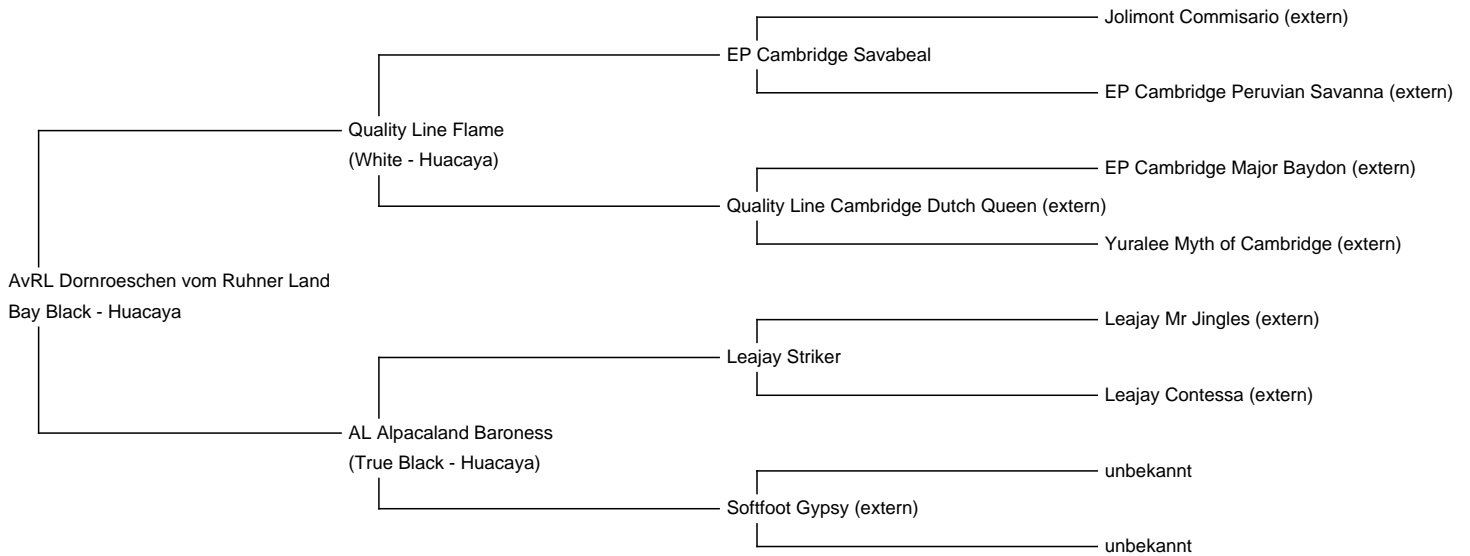 Jolimont Commisario (extern)
EP Cambridge Savabeal
EP Cambridge Peruvian Savanna (extern)
Quality Line Flame
(White - Huacaya)
EP Cambridge Major Baydon (extern)
Quality Line Cambridge Dutch Queen (extern)
Yuralee Myth of Cambridge (extern)
AvRL Dornroeschen vom Ruhner Land
Bay Black - Huacaya
Leajay Mr Jingles (extern)
Leajay Striker
Leajay Contessa (extern)
AL Alpacaland Baroness
(True Black - Huacaya)
unbekannt
Softfoot Gypsy (extern)
unbekannt